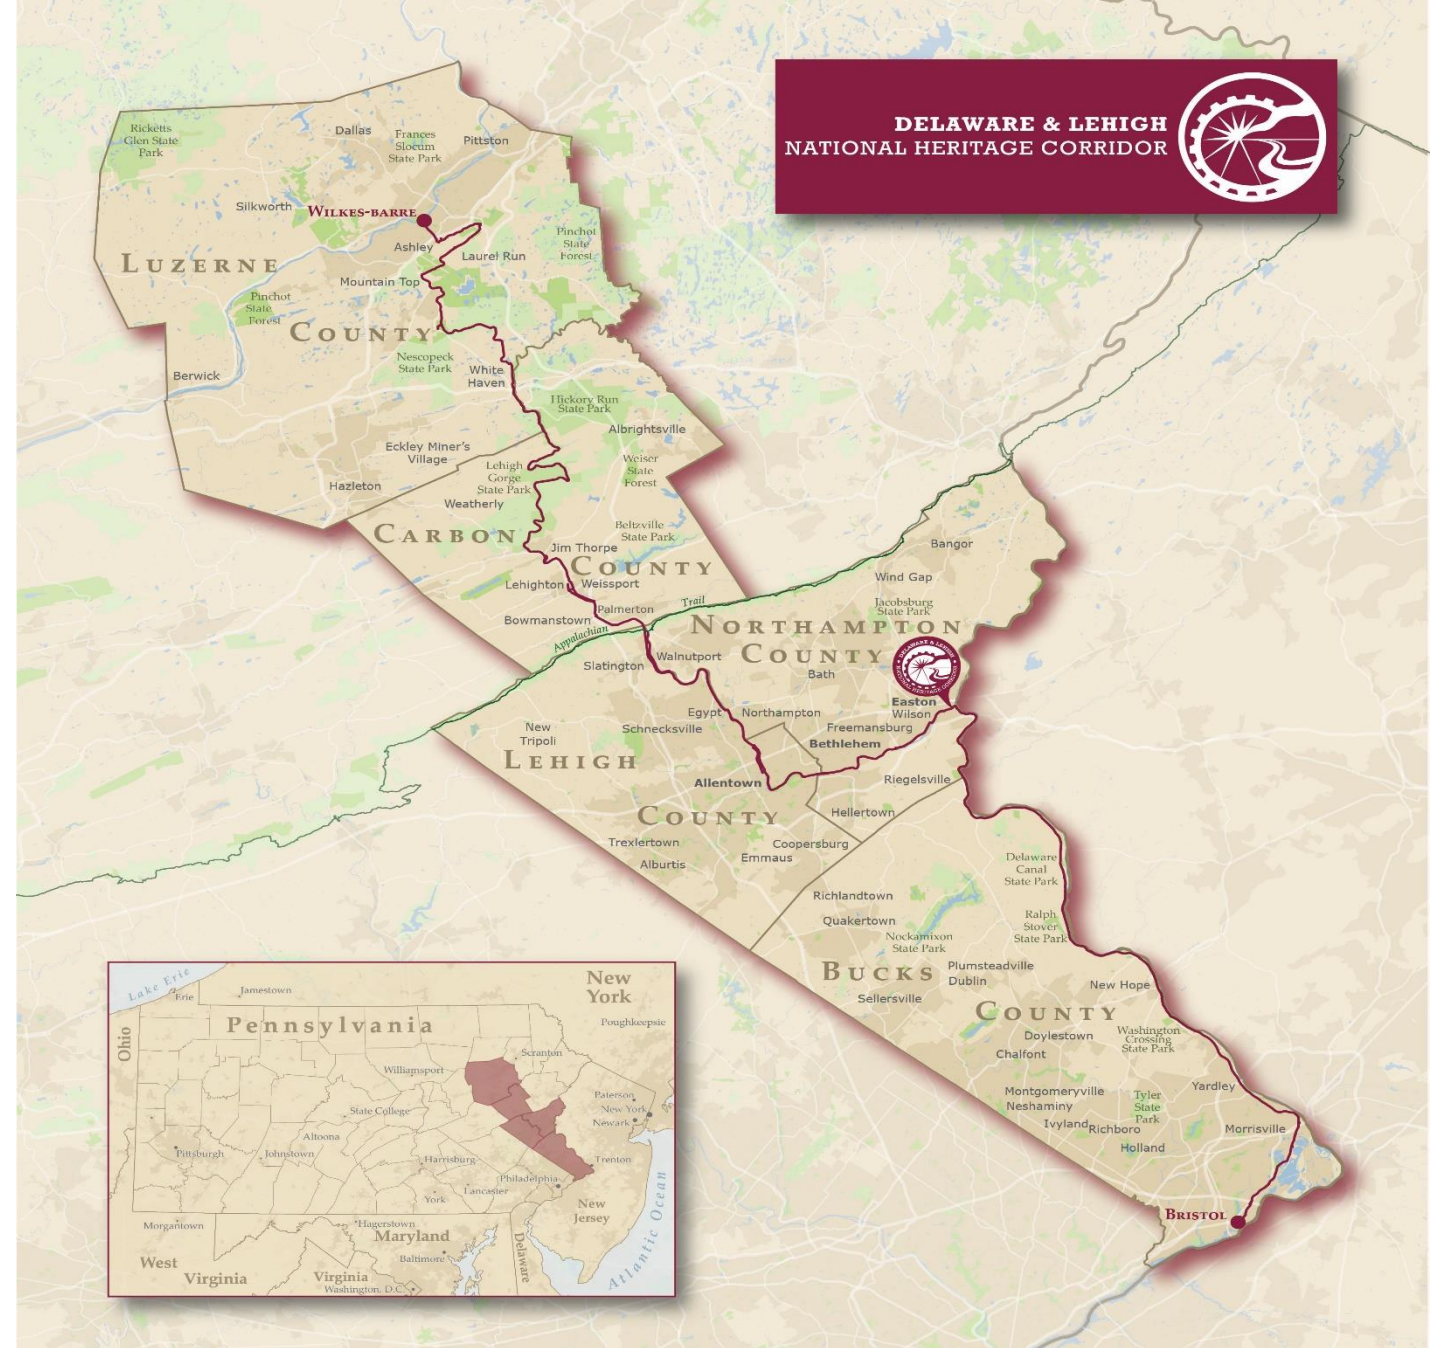 DELAWARE & LEHIGH
NATIONAL HERITAGE CORRIDOR
Ricketts
Glen State
Park
Dallas
Frances
Slocum
State Park
Pittston
Silkworth
WILKES-BARRE
Ashley
Laurel Run
Pinchot
State
Forest
LUZERNE
COUNTY
Mountain Top
Pinchot
State
Forest
Nescopeck
State Park
White
Haven
Berwick
Hickory Run
State Park
Albrightsville
Eckley Miner's
Village
Weiser
State
Forest
Lehigh
Gorge
State Park
Hazleton
Weatherly
CARBON
COUNTY
Beltzville
State Park
Jim Thorpe
Lehighton
Weissport
Palmerton
Bowmanstown
Appalachian
Trail
Bangor
Wind Gap
Jacobsburg
State Park
NORTHAMPTON
COUNTY
DELAWARE & LEHIGH
NATIONAL HERITAGE CORRIDOR
Slatington
Walnutport
Bath
Easton
Wilson
Egypt
Northampton
Freemansburg
Bethlehem
New
Tripoli
Schnecksville
LEHIGH
COUNTY
Allentown
Riegelsville
Hellertown
Trexlertown
Coopersburg
Emmaus
Alburtis
Delaware
Canal
State Park
Richlandtown
Quakertown
Nockamixon
State Park
Ralph
Stover
State Park
BUCKS
COUNTY
Plumsteadville
Dublin
Sellersville
New Hope
Doylestown
Washington
Crossing
State Park
Chalfont
Montgomeryville
Neshaminy
Tyler
State
Park
Yardley
Ivyland
Richboro
Morrisville
Holland
BRISTOL
Lake Erie
Erie
Jamestown
New
York
Poughkeepsie
Ohio
Pennsylvania
Scranton
Williamsport
Paterson
New York
Newark
State College
Altoona
Pittsburgh
Johnstown
Harrisburg
Trenton
Philadelphia
Lancaster
York
New
Jersey
Morgantown
Hagerstown
Maryland
Baltimore
Delaware
Atlantic Ocean
West
Virginia
Virginia
Washington, D.C.